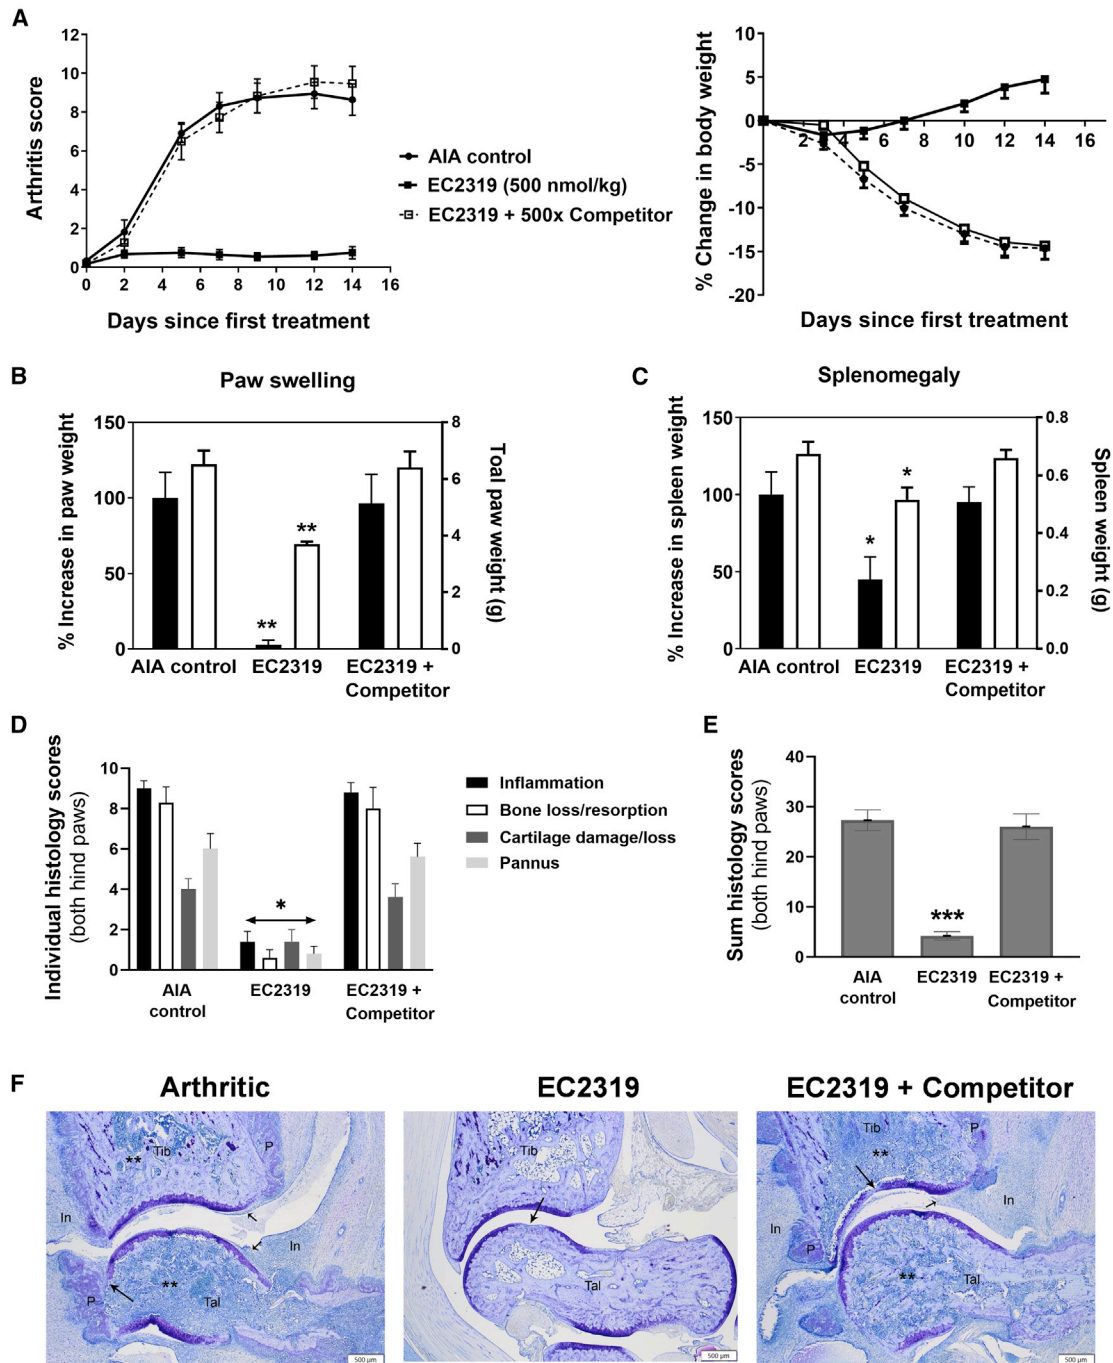 A
Arthritis score
12
10
8
6
4
2
0
0 2 4 6 8 10 12 14 16
Days since first treatment
AIA control
EC2319 (500 nmol/kg)
EC2319 + 500x Competitor
% Change in body weight
10
5
0
-5
-10
-15
-20
2 4 6 8 10 12 14 16
Days since first treatment
B
Paw swelling
% Increase in paw weight
150
100
50
0
8
6
4
2
0
Toal paw weight (g)
**
**
AIA control
EC2319
EC2319 +
Competitor
C
Splenomegaly
% Increase in spleen weight
150
100
50
0
0.8
0.6
0.4
0.2
0.0
Spleen weight (g)
*
*
AIA control
EC2319
EC2319 +
Competitor
D
Individual histology scores
(both hind paws)
10
8
6
4
2
0
*
AIA
control
EC2319
EC2319 +
Competitor
Inflammation
Bone loss/resorption
Cartilage damage/loss
Pannus
E
Sum histology scores
(both hind paws)
40
30
20
10
0
***
AIA
control
EC2319
EC2319 +
Competitor
F
Arthritic
Tib
**
P
In
In
**
P
Tal
500 µm
EC2319
Tib
Tal
500 µm
EC2319 + Competitor
Tib
P
**
In
In
P
**
Tal
500 µm